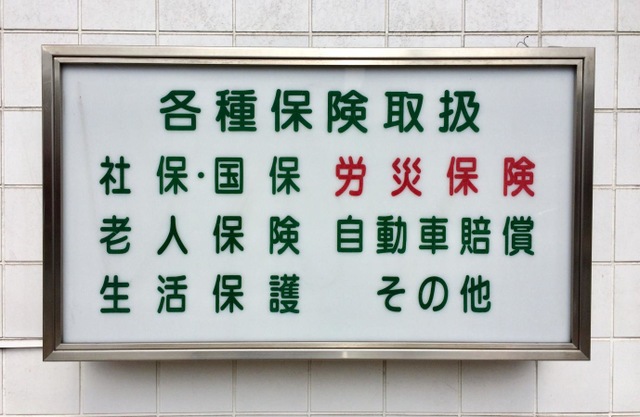 各種保険取扱
社保・国保 労災保険
老人保険 自動車賠償
生活保護 その他